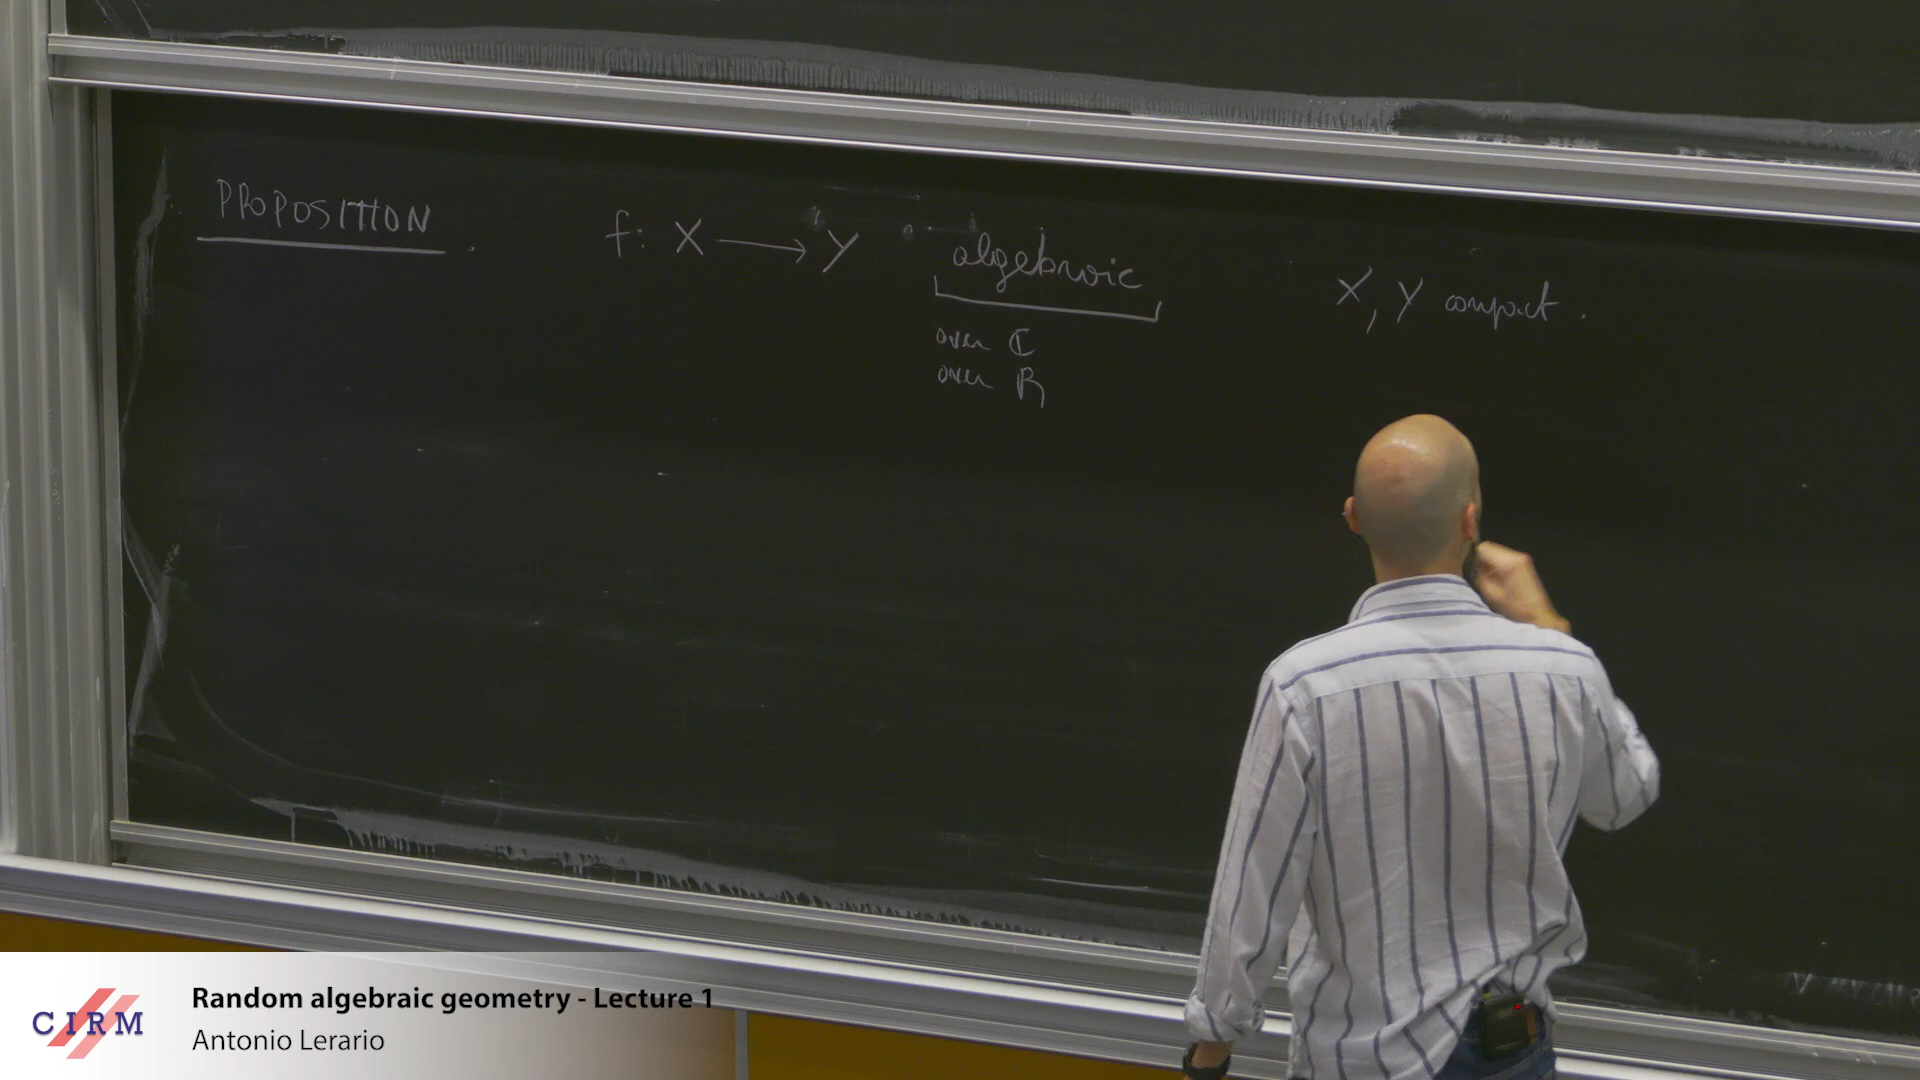 PROPOSITION . f: X ⟶ Y algebraic X, Y compact .
over ℂ
over ℝ
CIRM
Random algebraic geometry - Lecture 1
Antonio Lerario